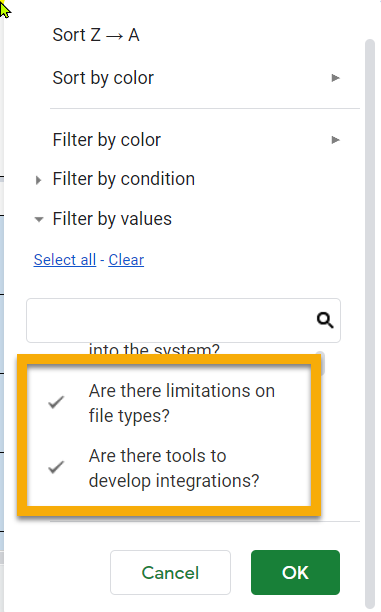 Sort Z → A
Sort by color
Filter by color
Filter by condition
Filter by values
Select all - Clear
into the system?
Are there limitations on
file types?
Are there tools to
develop integrations?
Cancel
OK